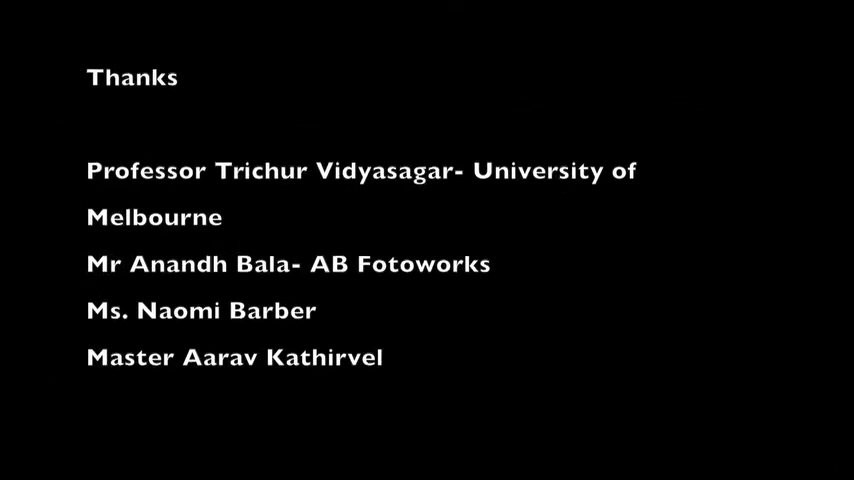 Thanks
Professor Trichur Vidyasagar- University of
Melbourne
Mr Anandh Bala- AB Fotoworks
Ms. Naomi Barber
Master Aarav Kathirvel